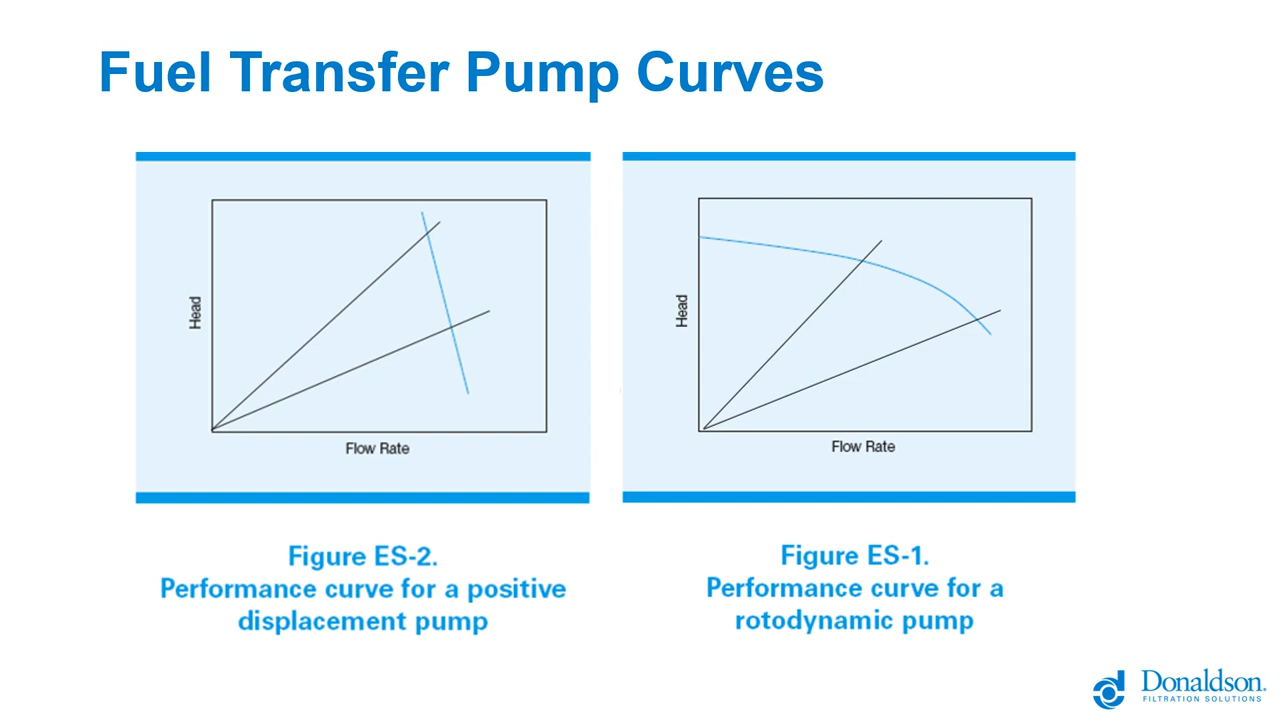 Fuel Transfer Pump Curves
Head
Flow Rate
Figure ES-2.
Performance curve for a positive
displacement pump
Head
Flow Rate
Figure ES-1.
Performance curve for a
rotodynamic pump
Donaldson.
FILTRATION SOLUTIONS